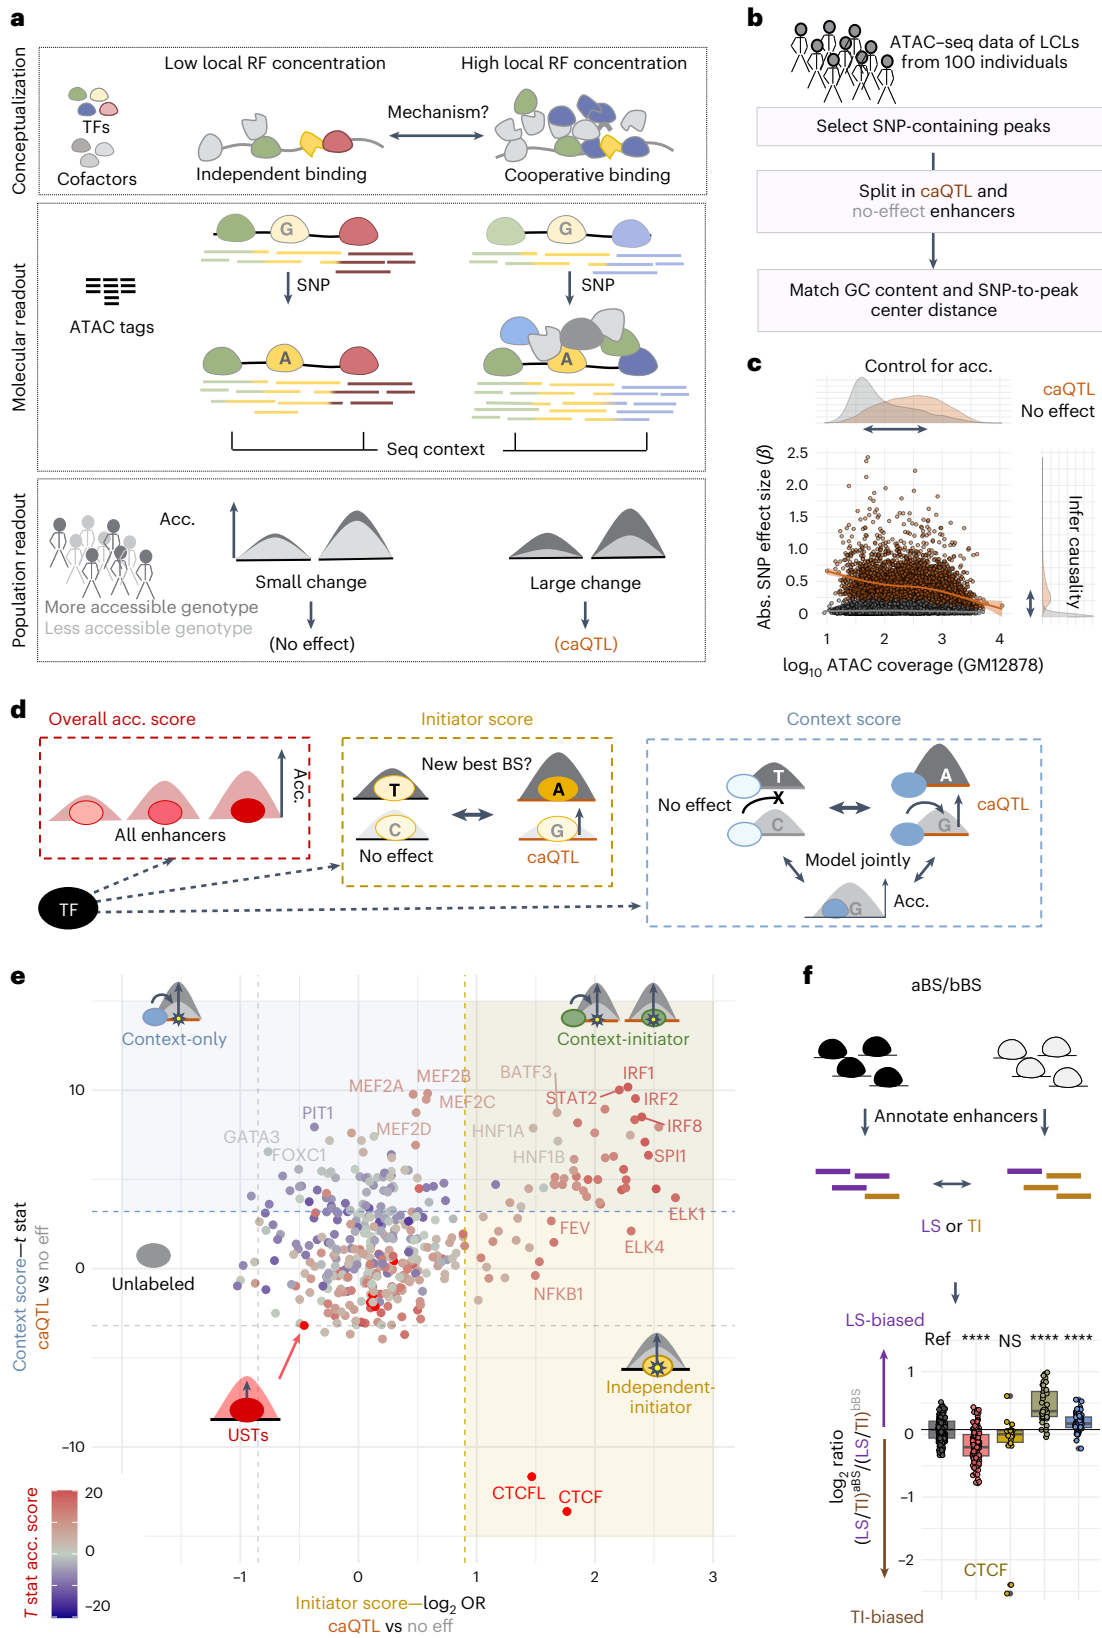 a
Conceptualization
Low local RF concentration
High local RF concentration
TFs
Cofactors
Mechanism?
Independent binding
Cooperative binding
Molecular readout
ATAC tags
G
G
SNP
SNP
A
A
Seq context
Population readout
Acc.
Small change
Large change
More accessible genotype
Less accessible genotype
(No effect)
(caQTL)
b
ATAC–seq data of LCLs
from 100 individuals
Select SNP-containing peaks
Split in caQTL and
no-effect enhancers
Match GC content and SNP-to-peak
center distance
c
Control for acc.
caQTL
No effect
Abs. SNP effect size (β)
2.5
2.0
1.5
1.0
0.5
0
Infer causality
1
2
3
4
log10 ATAC coverage (GM12878)
d
Overall acc. score
Initiator score
Context score
Acc.
All enhancers
New best BS?
T
A
C
G
No effect
caQTL
T
X
C
No effect
A
G
caQTL
Model jointly
G
Acc.
TF
e
Context-only
Context-initiator
10
0
−10
Context score—t stat
caQTL vs no eff
MEF2A
MEF2B
MEF2C
MEF2D
PIT1
GATA3
FOXC1
BATF3
IRF1
STAT2
IRF2
HNF1A
IRF8
HNF1B
SPI1
ELK1
FEV
ELK4
NFKB1
Unlabeled
USTs
Independent-
initiator
CTCFL
CTCF
T stat acc. score
20
0
−20
−1
0
1
2
3
Initiator score—log2 OR
caQTL vs no eff
f
aBS/bBS
Annotate enhancers
LS or TI
LS-biased
Ref
****
NS
****
****
log2 ratio
(LS/TI)aBS/(LS/TI)bBS
1
0
−1
−2
CTCF
TI-biased